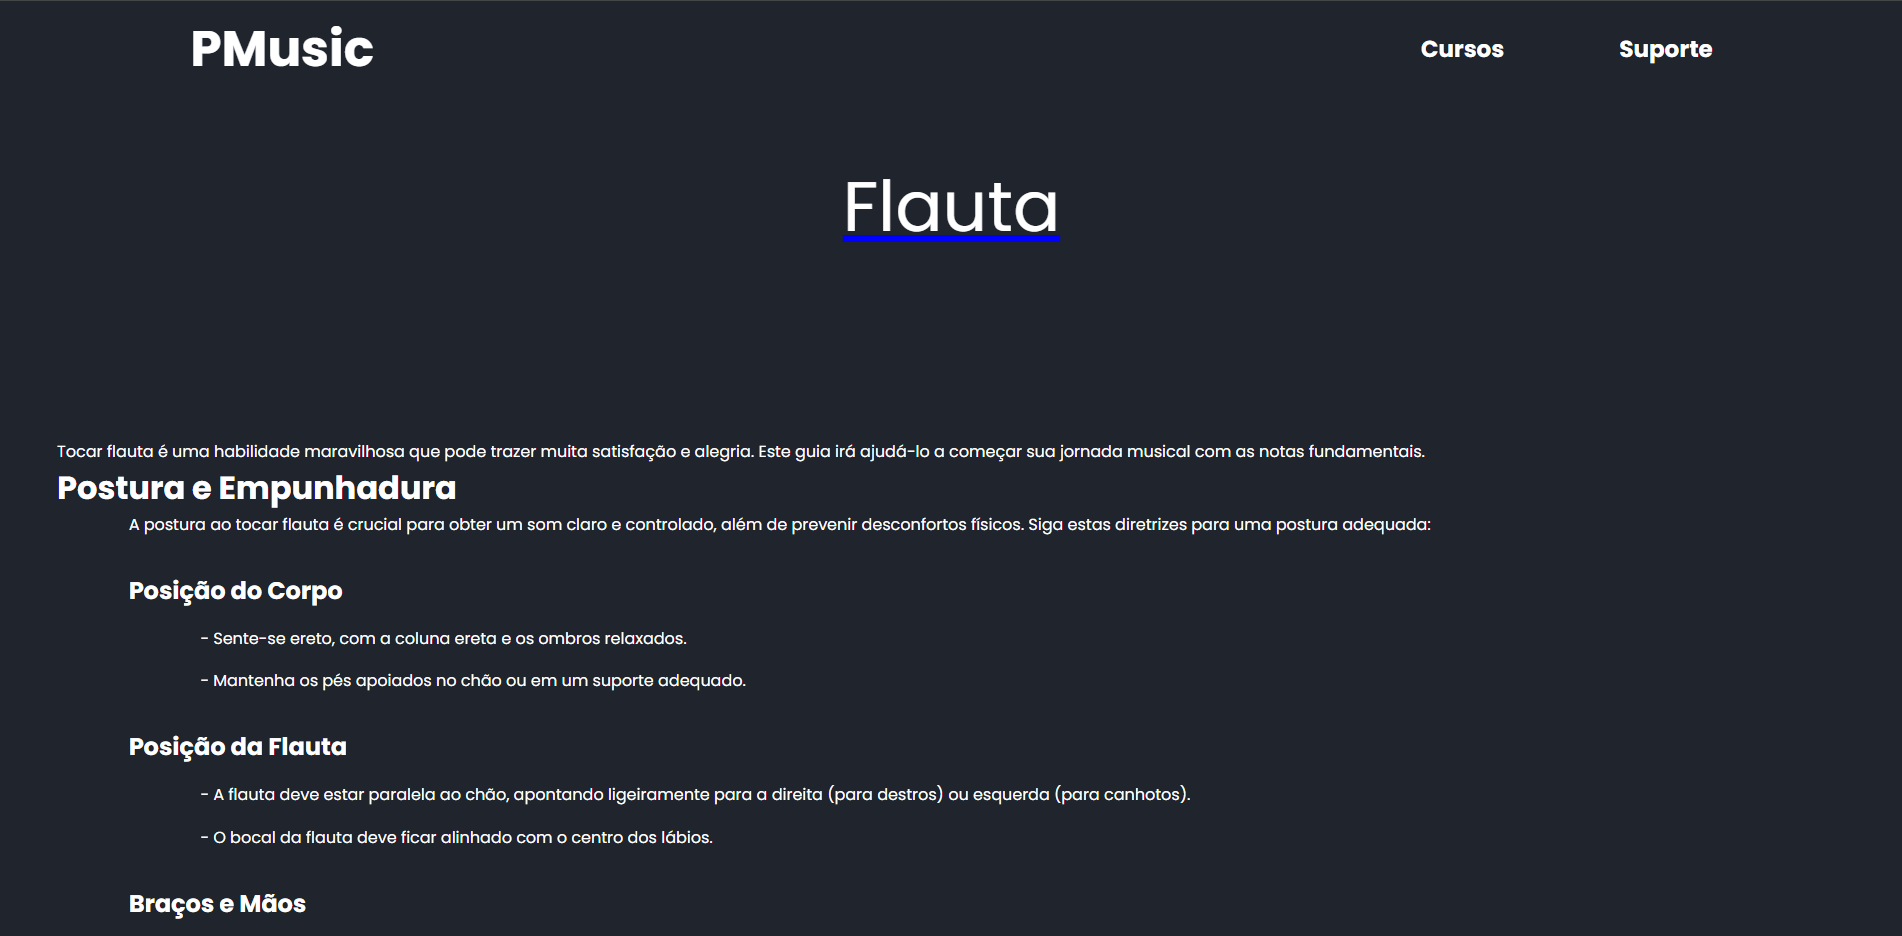 PMusic
Cursos
Suporte
Flauta
Tocar flauta é uma habilidade maravilhosa que pode trazer muita satisfação e alegria. Este guia irá ajudá-lo a começar sua jornada musical com as notas fundamentais.
Postura e Empunhadura
A postura ao tocar flauta é crucial para obter um som claro e controlado, além de prevenir desconfortos físicos. Siga estas diretrizes para uma postura adequada:
Posição do Corpo
- Sente-se ereto, com a coluna ereta e os ombros relaxados.
- Mantenha os pés apoiados no chão ou em um suporte adequado.
Posição da Flauta
- A flauta deve estar paralela ao chão, apontando ligeiramente para a direita (para destros) ou esquerda (para canhotos).
- O bocal da flauta deve ficar alinhado com o centro dos lábios.
Braços e Mãos